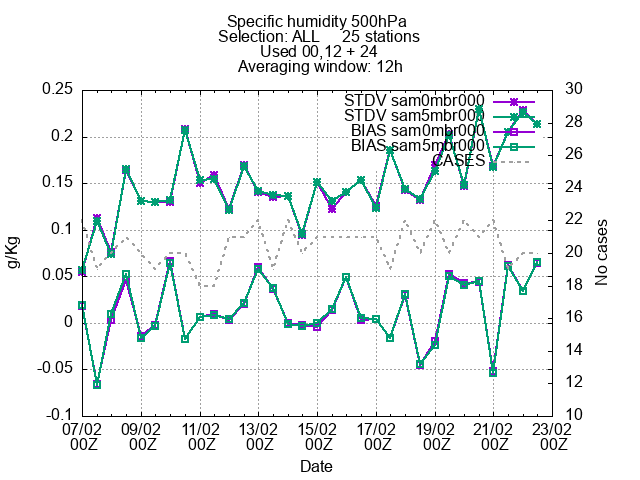 Specific humidity 500hPa
Selection: ALL 25 stations
Used 00,12 + 24
Averaging window: 12h
0.25
0.2
0.15
0.1
0.05
0
-0.05
-0.1
g/Kg
30
28
26
24
22
20
18
16
14
12
10
No cases
STDV sam0mbr000
STDV sam5mbr000
BIAS sam0mbr000
BIAS sam5mbr000
CASES
07/02 09/02 11/02 13/02 15/02 17/02 19/02 21/02 23/02
00Z 00Z 00Z 00Z 00Z 00Z 00Z 00Z 00Z
Date